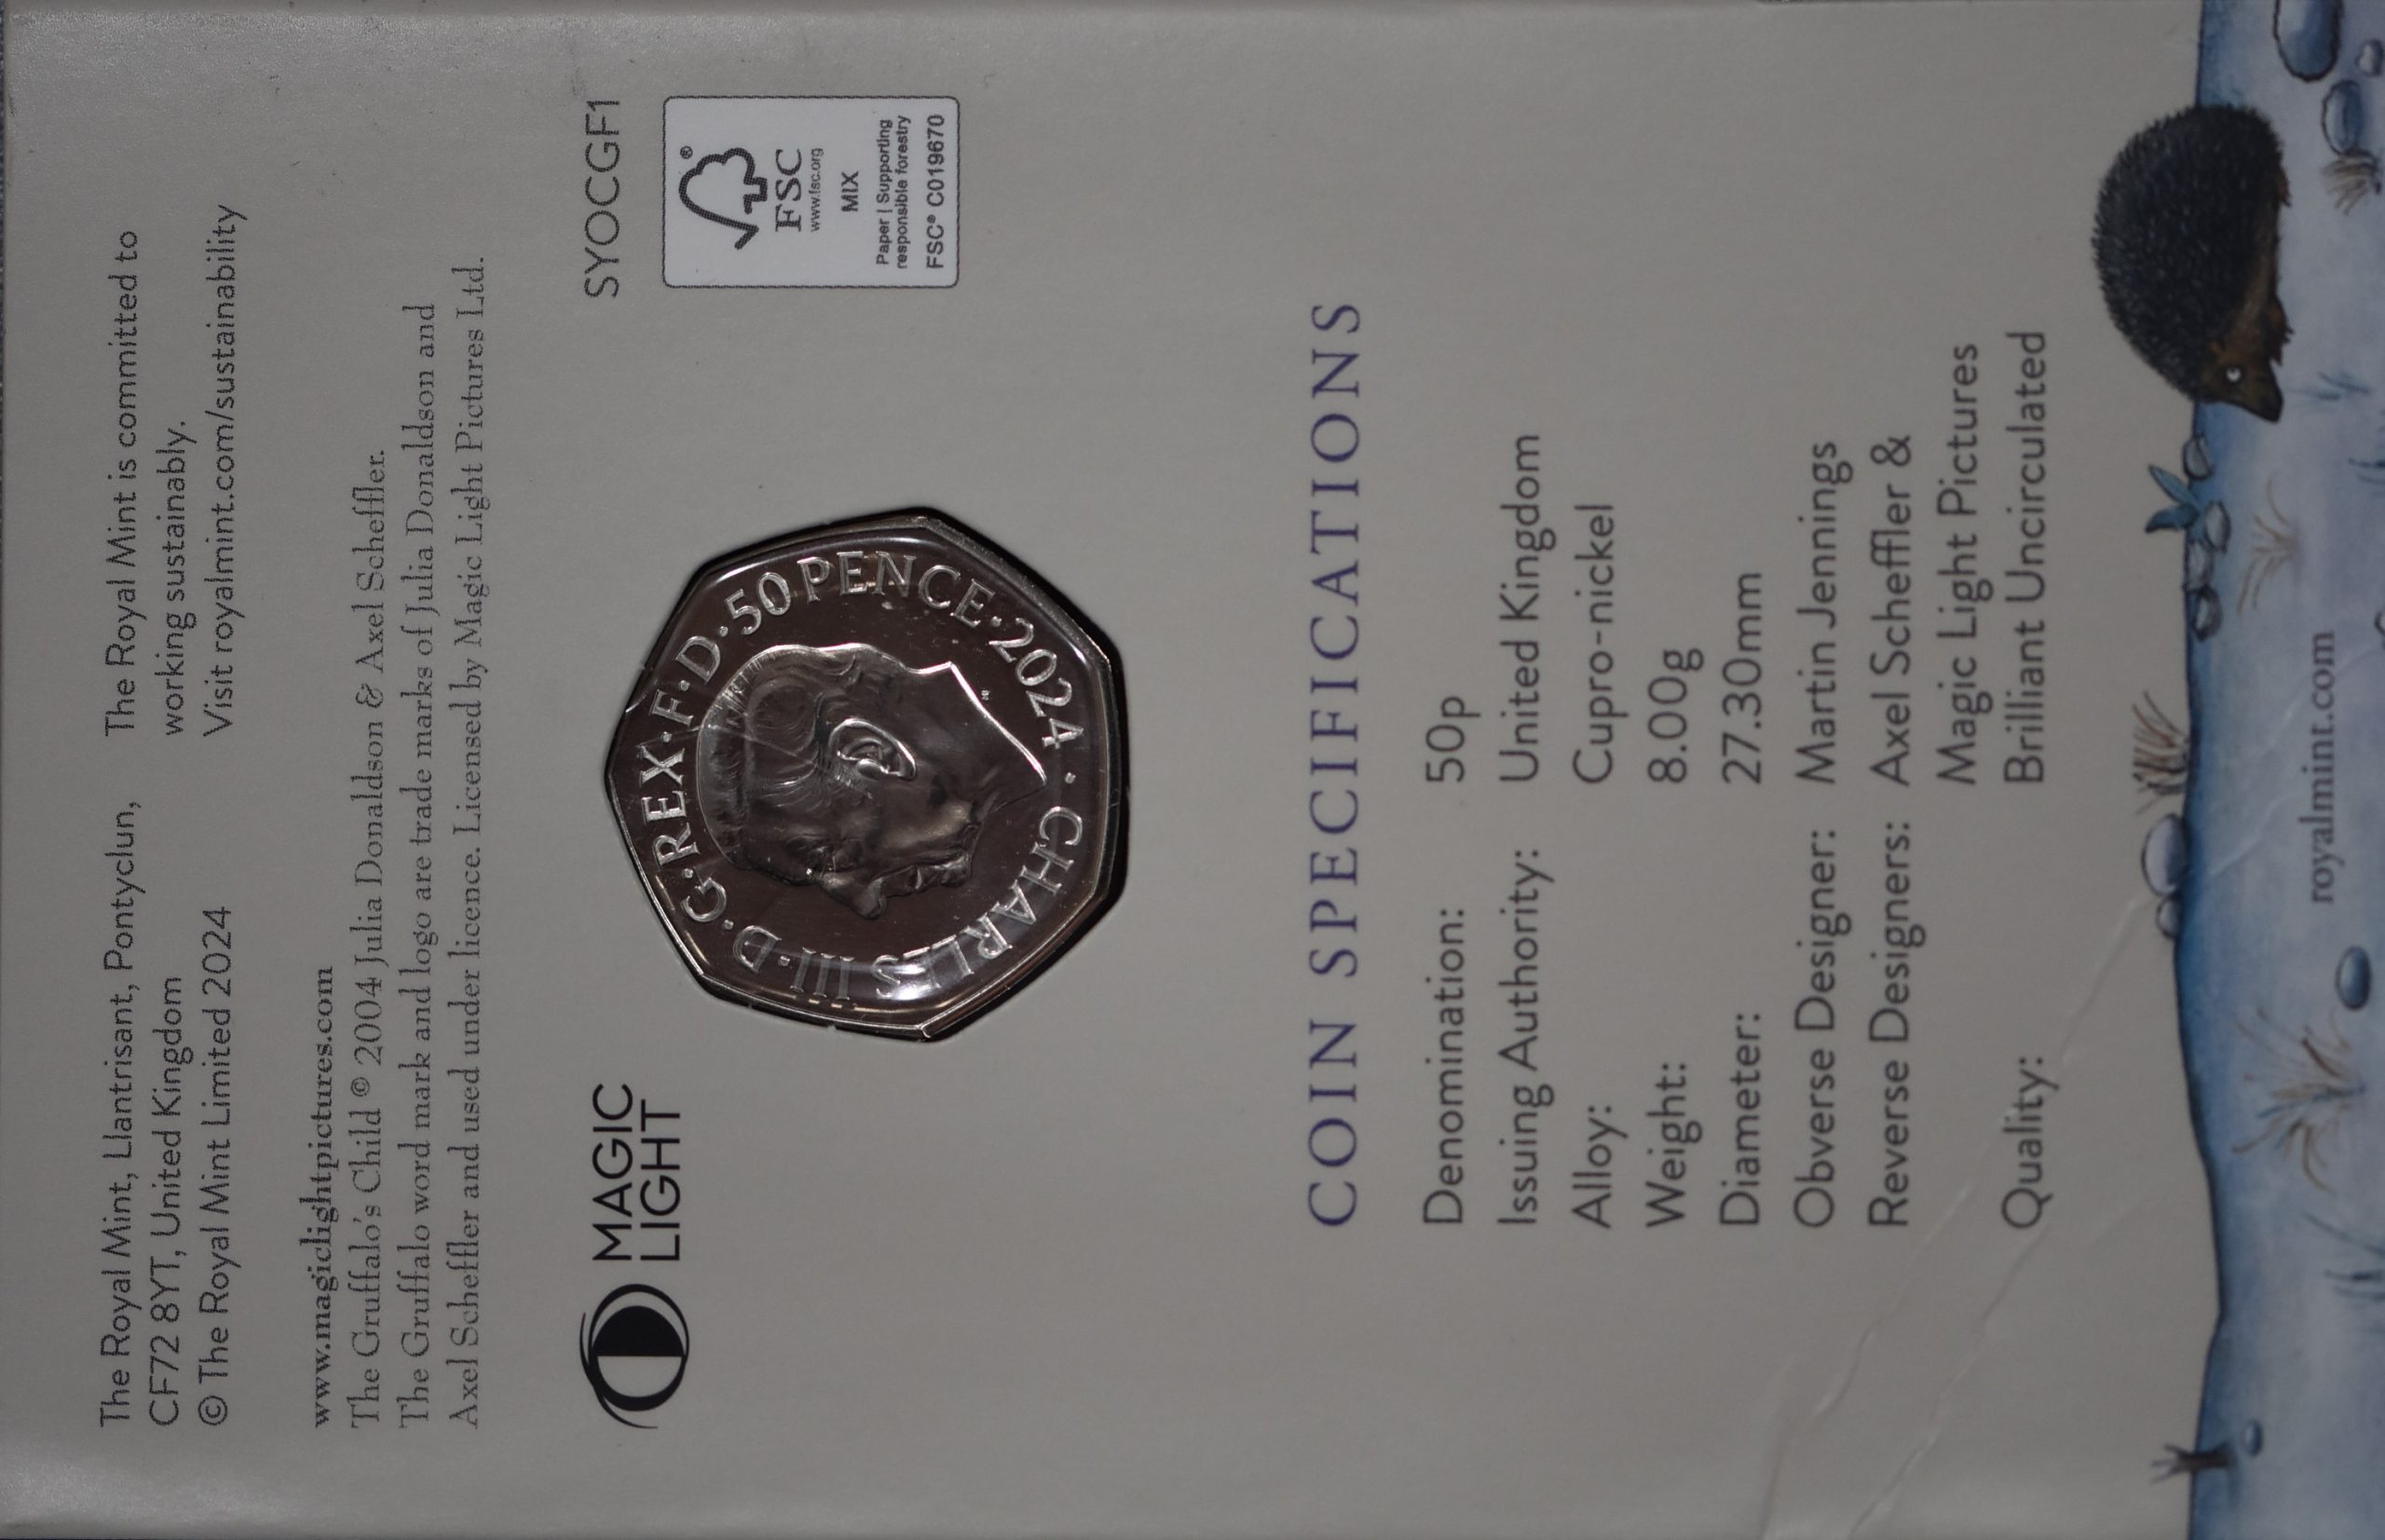 The Royal Mint, Llantrisant, Pontyclun,
CF72 8YT, United Kingdom
© The Royal Mint Limited 2024
The Royal Mint is committed to
working sustainably.
Visit royalmint.com/sustainability
www.magiclightpictures.com
The Gruffalo's Child © 2004 Julia Donaldson & Axel Scheffler.
The Gruffalo word mark and logo are trade marks of Julia Donaldson and
Axel Scheffler and used under licence. Licensed by Magic Light Pictures Ltd.
MAGIC
LIGHT
CHARLES III · D · G · REX · F · D · 50 PENCE · 2024 ·
SYOCGF1
FSC®
www.fsc.org
MIX
Paper | Supporting
responsible forestry
FSC® C019670
COIN SPECIFICATIONS
Denomination: 50p
Issuing Authority: United Kingdom
Alloy: Cupro-nickel
Weight: 8.00g
Diameter: 27.30mm
Obverse Designer: Martin Jennings
Reverse Designers: Axel Scheffler &
Magic Light Pictures
Quality: Brilliant Uncirculated
royalmint.com